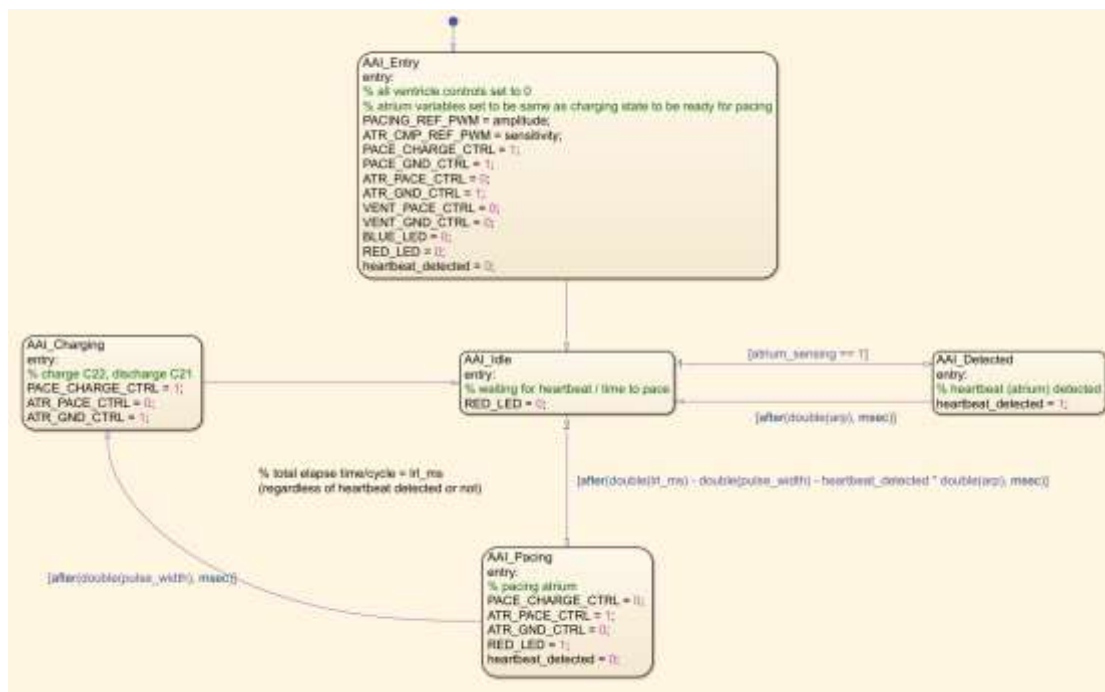 AAI_Entry
entry:
% all ventricle controls set to 0
% atrium variables set to be same as charging state to be ready for pacing
PACING_REF_PWM = amplitude;
ATR_CMP_REF_PWM = sensitivity;
PACE_CHARGE_CTRL = 1;
PACE_GND_CTRL = 1;
ATR_PACE_CTRL = 0;
ATR_GND_CTRL = 1;
VENT_PACE_CTRL = 0;
VENT_GND_CTRL = 0;
BLUE_LED = 0;
RED_LED = 0;
heartbeat_detected = 0;
AAI_Charging
entry:
% charge C22, discharge C21
PACE_CHARGE_CTRL = 1;
ATR_PACE_CTRL = 0;
ATR_GND_CTRL = 1;
AAI_Idle
entry:
% waiting for heartbeat / time to pace
RED_LED = 0;
[atrium_sensing == 1]
AAI_Detected
entry:
% heartbeat (atrium) detected
heartbeat_detected = 1;
[after(double(arp), msec)]
% total elapse time/cycle = lrl_ms
(regardless of heartbeat detected or not)
[after(double(lrl_ms) - double(pulse_width) - heartbeat_detected * double(arp), msec)]
AAI_Pacing
entry:
% pacing atrium
PACE_CHARGE_CTRL = 0;
ATR_PACE_CTRL = 1;
ATR_GND_CTRL = 0;
RED_LED = 1;
heartbeat_detected = 0;
[after(double(pulse_width), msec)]